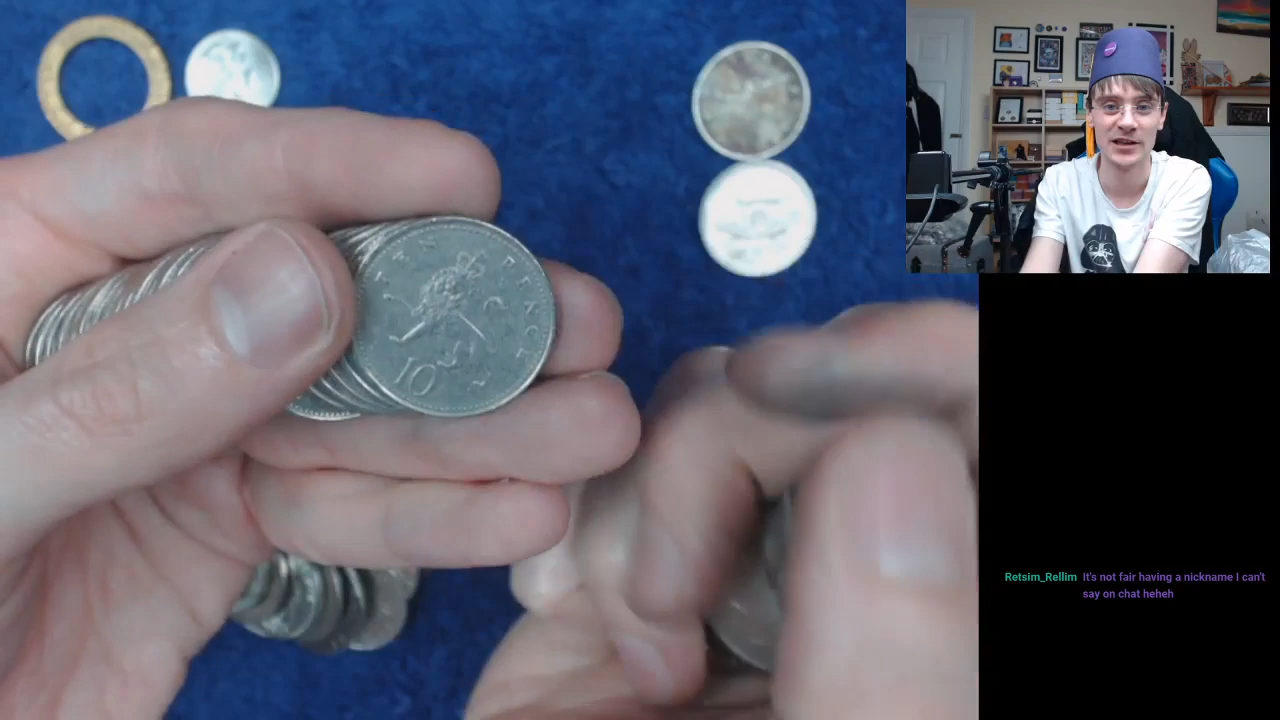 TEN PENCE
10
Retsim_Rellim It's not fair having a nickname I can't
say on chat heheh